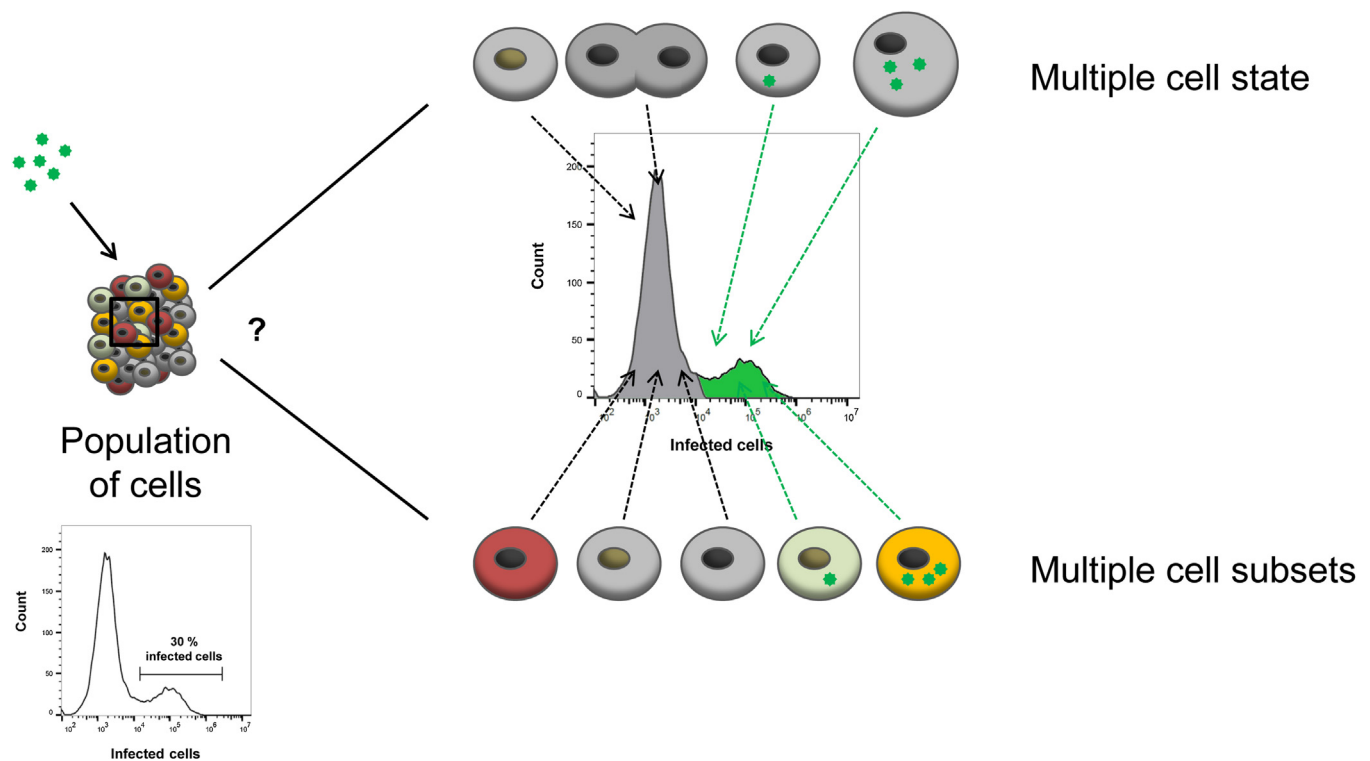 Multiple cell state
200
150
Count
100
50
0
10^2
10^3
10^4
10^5
10^6
10^7
Infected cells
?
Population
of cells
200
150
Count
100
50
0
30 %
infected cells
10^2
10^3
10^4
10^5
10^6
10^7
Infected cells
Multiple cell subsets